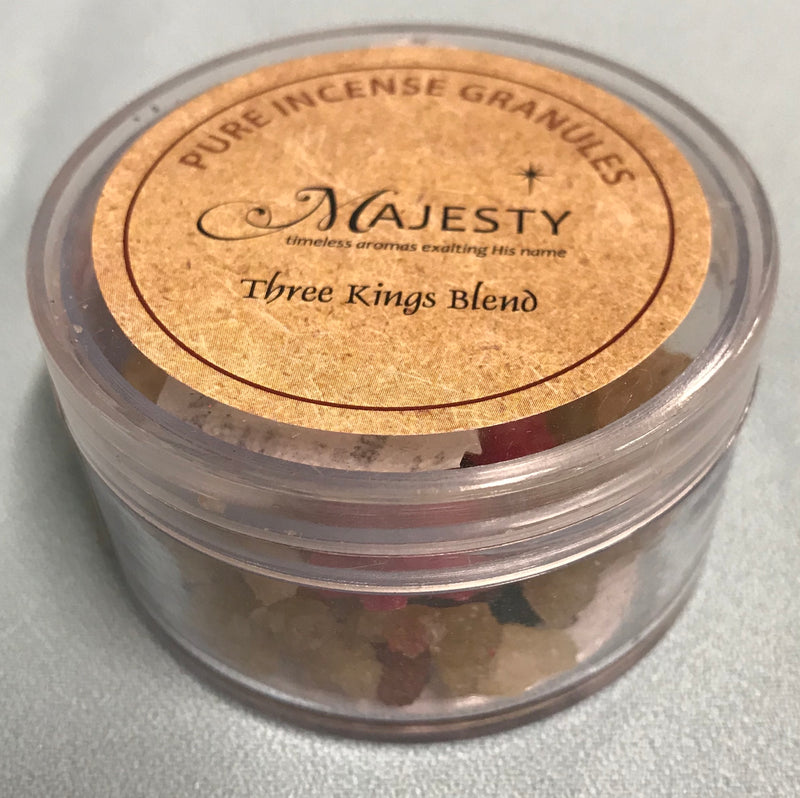 PURE INCENSE GRANULES
MAJESTY
timeless aromas exalting His name
Three Kings Blend